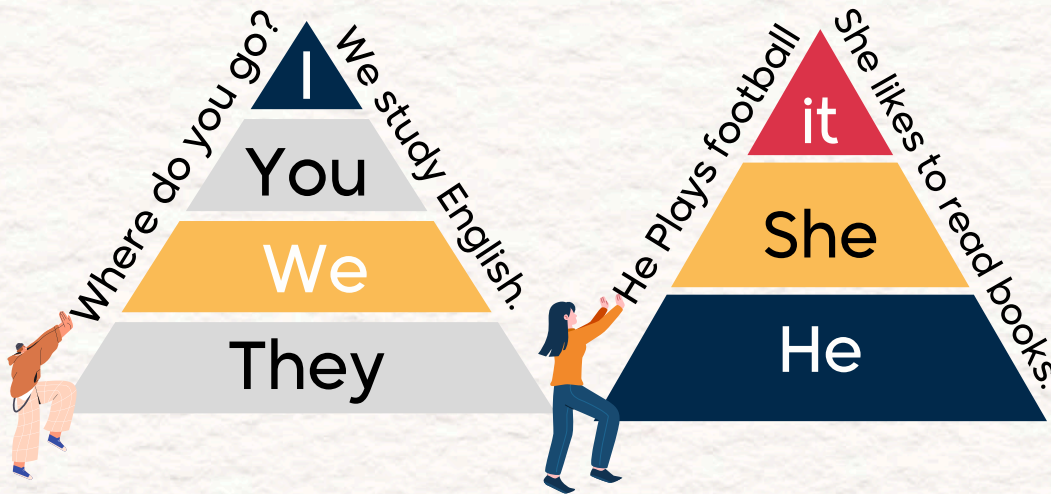 Where do you go?
I
You
We
They
We study English.
He Plays football
it
She
He
She likes to read books.